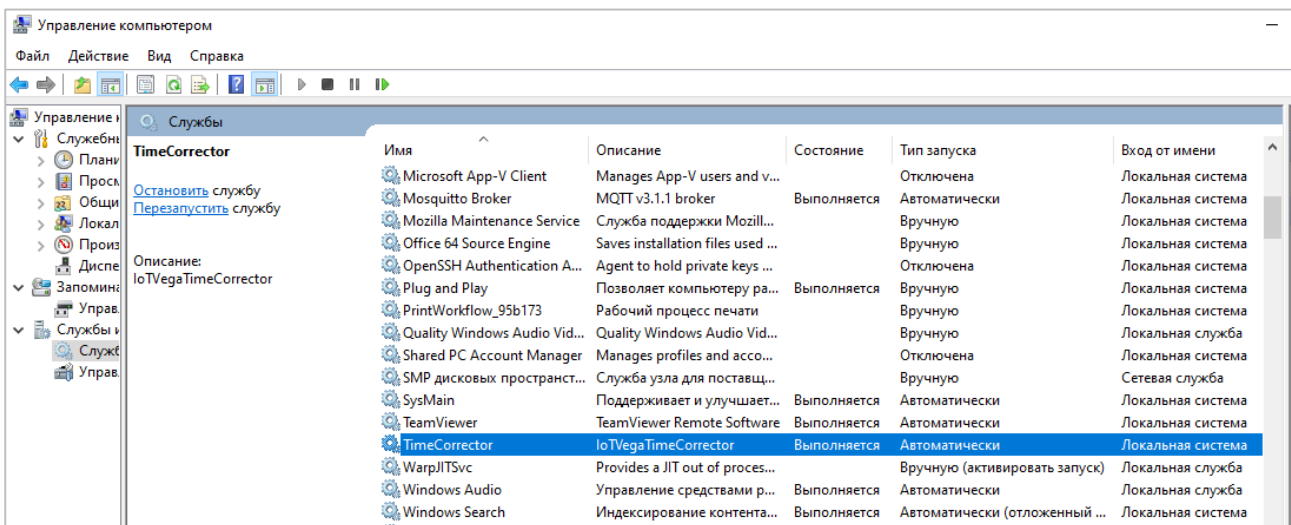 Управление компьютером
Файл Действие Вид Справка
Управление к
Служебны
Плани
Просм
Общи
Локал
Произ
Диспе
Запомина
Управ.
Службы и
Служб
Управ.
Службы
TimeCorrector
Остановить службу
Перезапустить службу
Описание:
IoTVegaTimeCorrector
Имя Описание Состояние Тип запуска Вход от имени
Microsoft App-V Client Manages App-V users and v... Отключена Локальная система
Mosquitto Broker MQTT v3.1.1 broker Выполняется Автоматически Локальная система
Mozilla Maintenance Service Служба поддержки Mozill... Вручную Локальная система
Office 64 Source Engine Saves installation files used ... Вручную Локальная система
OpenSSH Authentication A... Agent to hold private keys ... Отключена Локальная система
Plug and Play Позволяет компьютеру ра... Выполняется Вручную Локальная система
PrintWorkflow_95b173 Рабочий процесс печати Вручную Локальная система
Quality Windows Audio Vid... Quality Windows Audio Vid... Вручную Локальная служба
Shared PC Account Manager Manages profiles and acco... Отключена Локальная система
SMP дисковых пространст... Служба узла для поставщ... Вручную Сетевая служба
SysMain Поддерживает и улучшает... Выполняется Автоматически Локальная система
TeamViewer TeamViewer Remote Software Выполняется Автоматически Локальная система
TimeCorrector IoTVegaTimeCorrector Выполняется Автоматически Локальная система
WarpJITSvc Provides a JIT out of proces... Вручную (активировать запуск) Локальная служба
Windows Audio Управление средствами р... Выполняется Автоматически Локальная служба
Windows Search Индексирование контента... Выполняется Автоматически (отложенный ... Локальная система